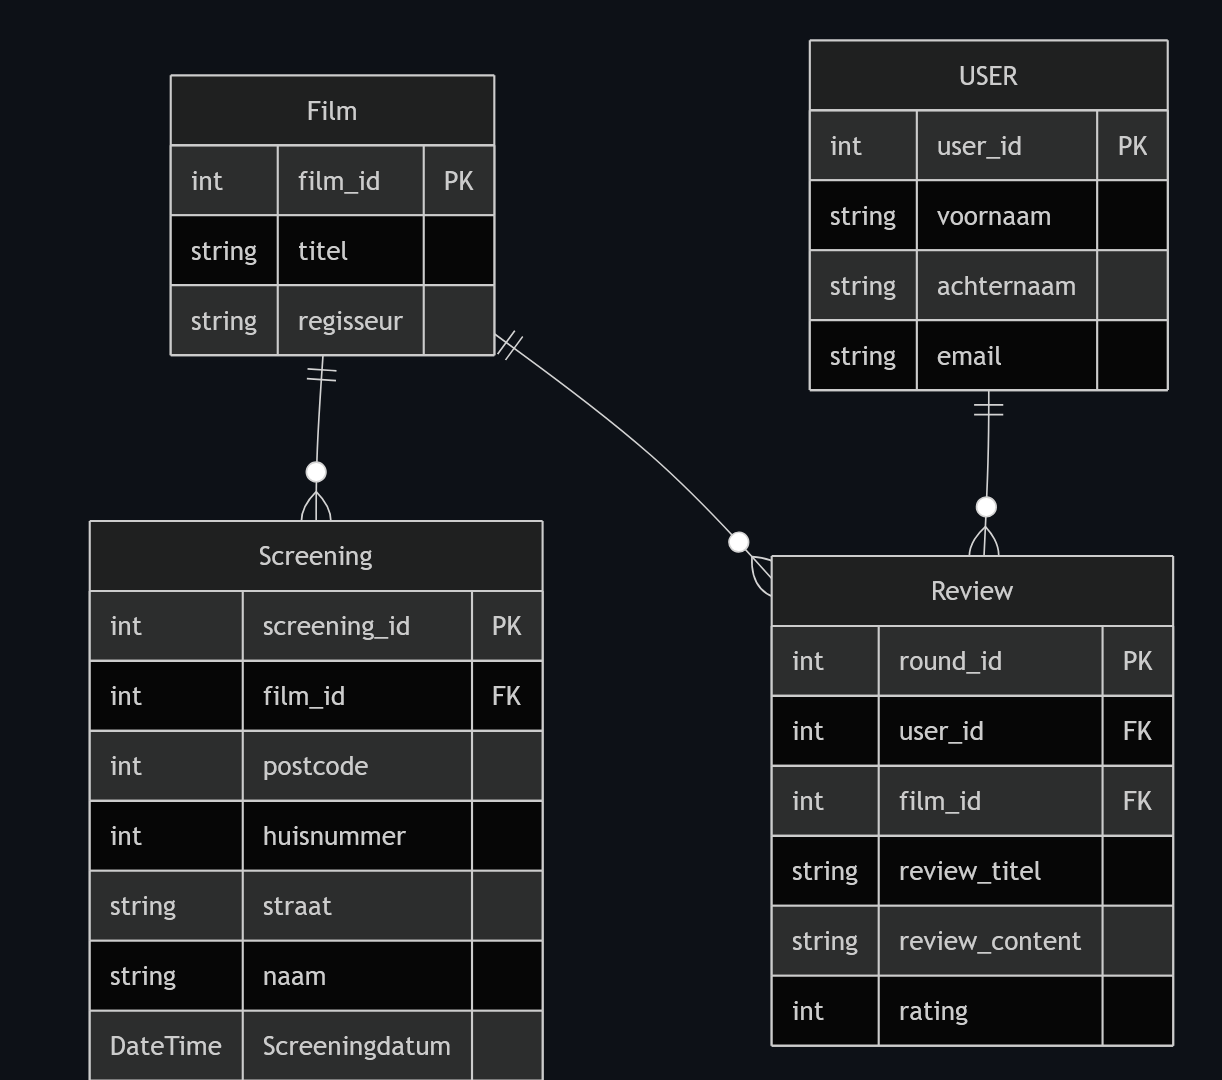 Film
int film_id PK
string titel
string regisseur
USER
int user_id PK
string voornaam
string achternaam
string email
Screening
int screening_id PK
int film_id FK
int postcode
int huisnummer
string straat
string naam
DateTime Screeningdatum
Review
int round_id PK
int user_id FK
int film_id FK
string review_titel
string review_content
int rating